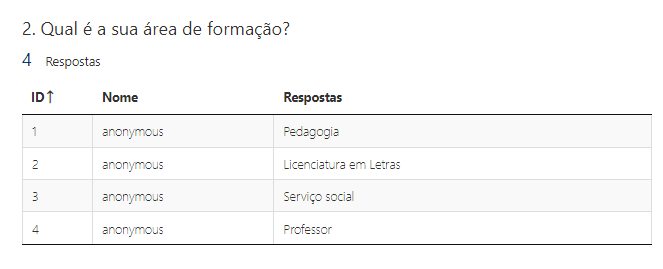 2. Qual é a sua área de formação?
4 Respostas
ID↑ Nome Respostas
1 anonymous Pedagogia
2 anonymous Licenciatura em Letras
3 anonymous Serviço social
4 anonymous Professor